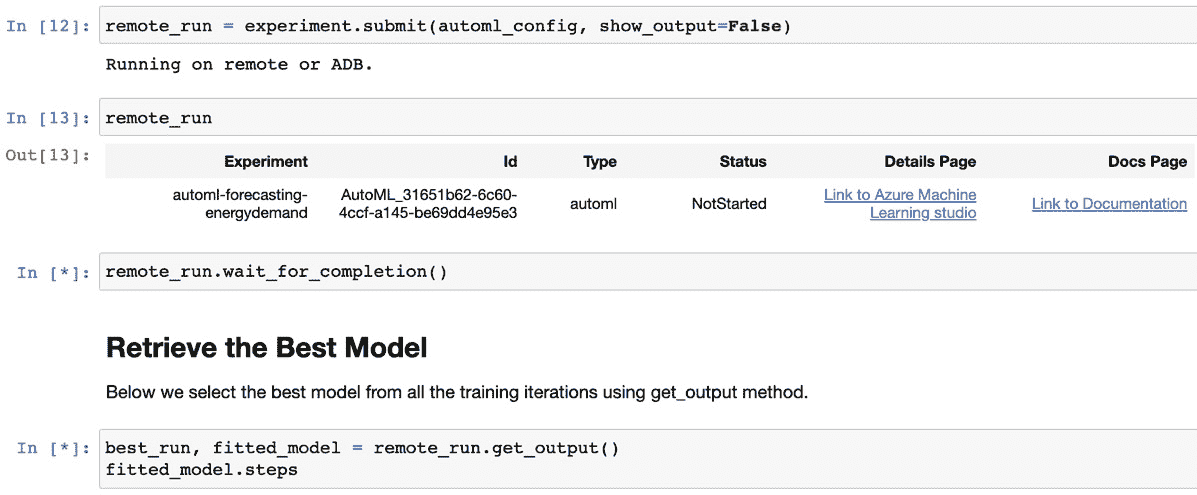 In [12]: remote_run = experiment.submit(automl_config, show_output=False)
Running on remote or ADB.
In [13]: remote_run
Out[13]:
Experiment Id Type Status Details Page Docs Page
automl-forecasting- AutoML_31651b62-6c60- automl NotStarted Link to Azure Machine Link to Documentation
energydemand 4ccf-a145-be69dd4e95e3 Learning studio
In [*]: remote_run.wait_for_completion()
Retrieve the Best Model
Below we select the best model from all the training iterations using get_output method.
In [*]: best_run, fitted_model = remote_run.get_output()
fitted_model.steps